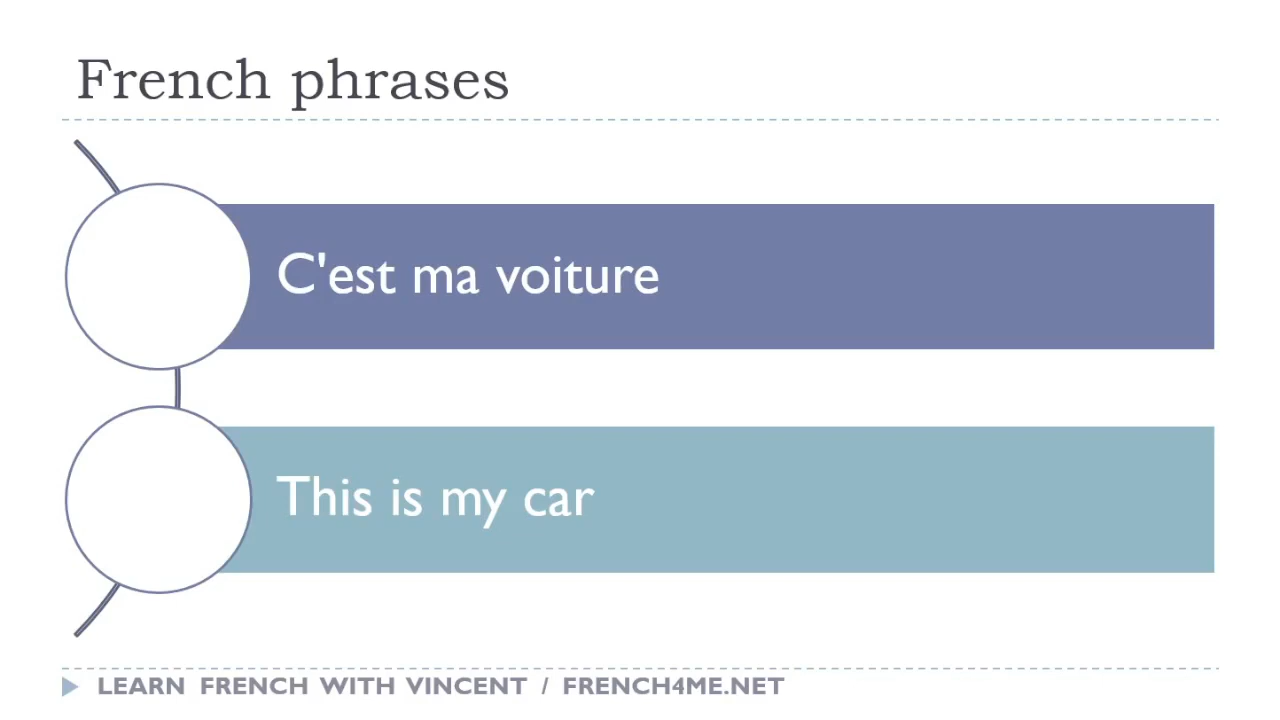 French phrases
C'est ma voiture
This is my car
LEARN FRENCH WITH VINCENT / FRENCH4ME.NET